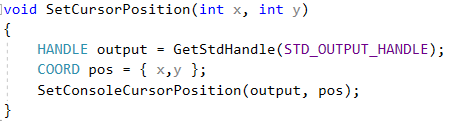 void SetCursorPosition(int x, int y)
{
    HANDLE output = GetStdHandle(STD_OUTPUT_HANDLE);
    COORD pos = { x,y };
    SetConsoleCursorPosition(output, pos);
}